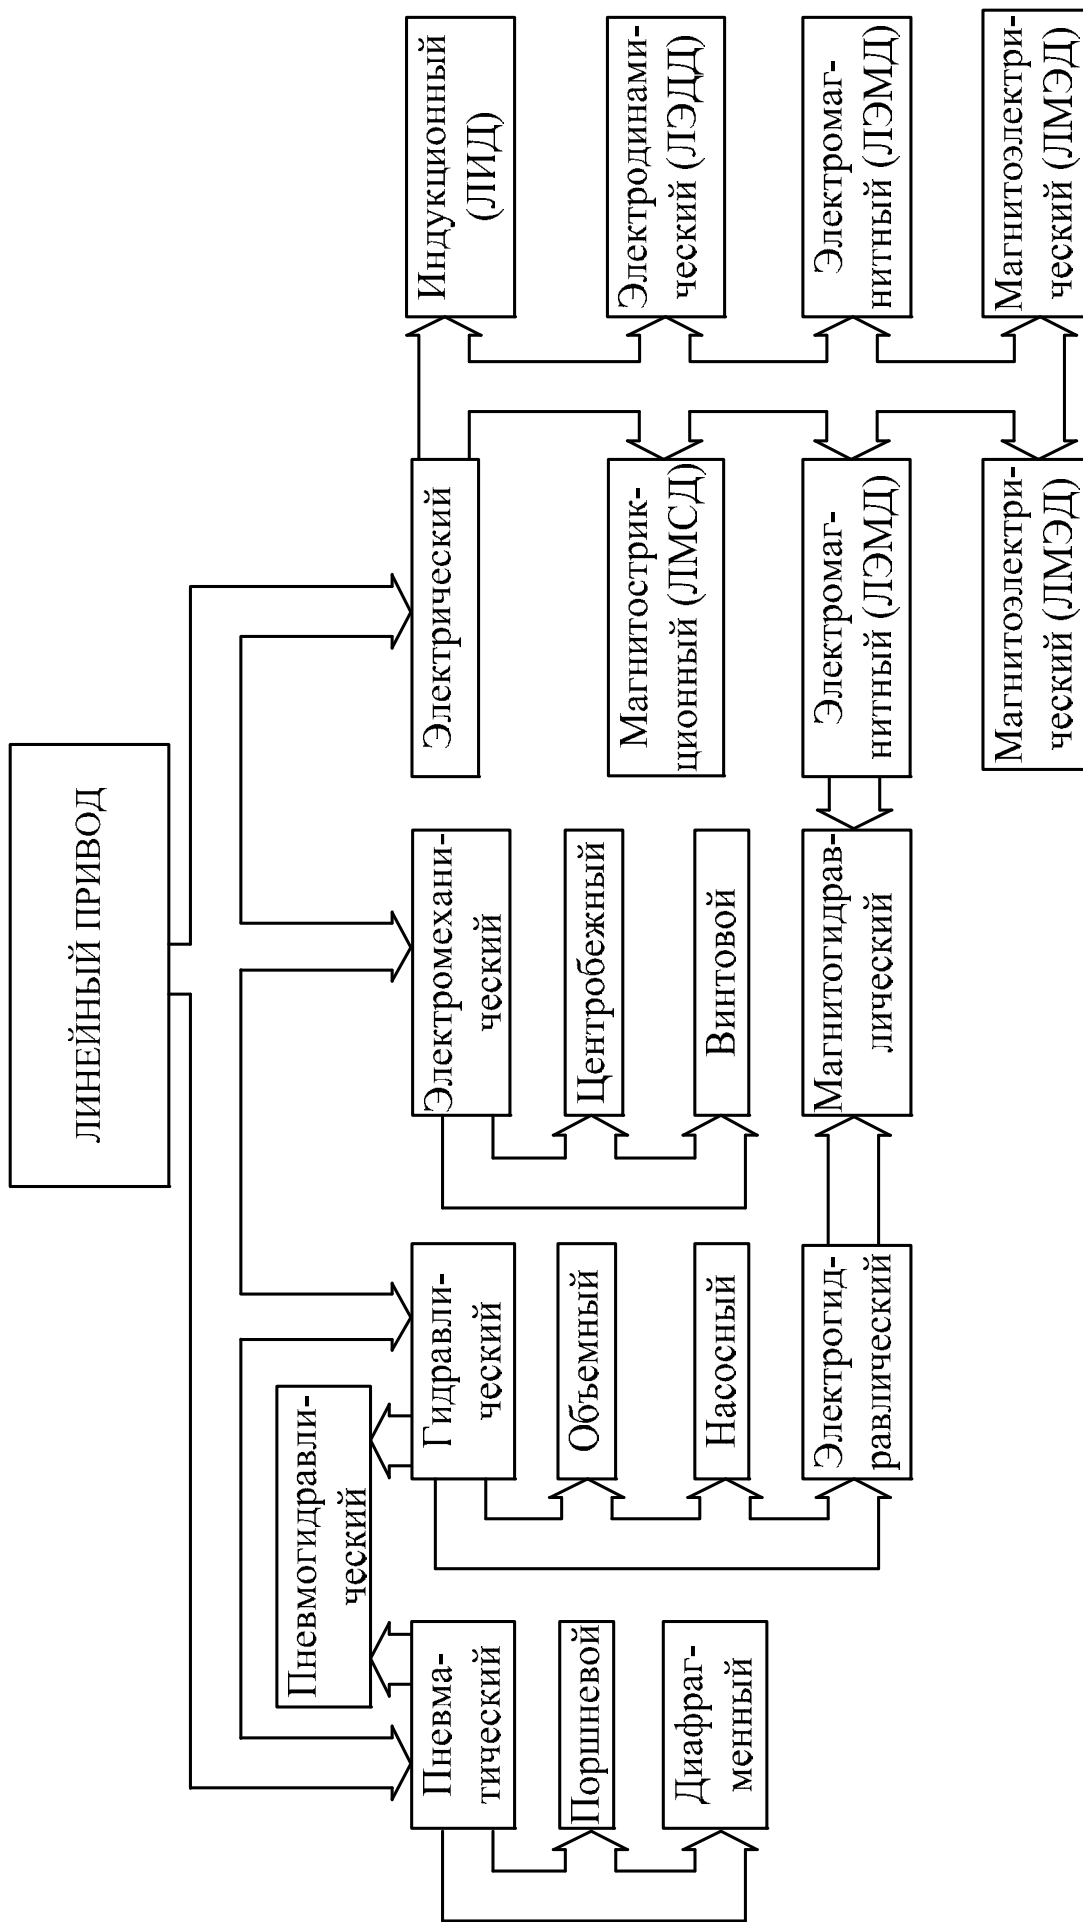 ЛИНЕЙНЫЙ ПРИВОД
Пневмогидравли-
ческий
Пневма-
тический
Гидравли-
ческий
Электромехани-
ческий
Электрический
Индукционный
(ЛИД)
Поршневой
Объемный
Центробежный
Магнитострик-
ционный (ЛМСД)
Электродинами-
ческий (ЛЭДД)
Диафраг-
менный
Насосный
Винтовой
Электрогид-
равлический
Магнитогидрав-
лический
Электромаг-
нитный (ЛЭМД)
Электромаг-
нитный (ЛЭМД)
Магнитоэлектри-
ческий (ЛМЭД)
Магнитоэлектри-
ческий (ЛМЭД)